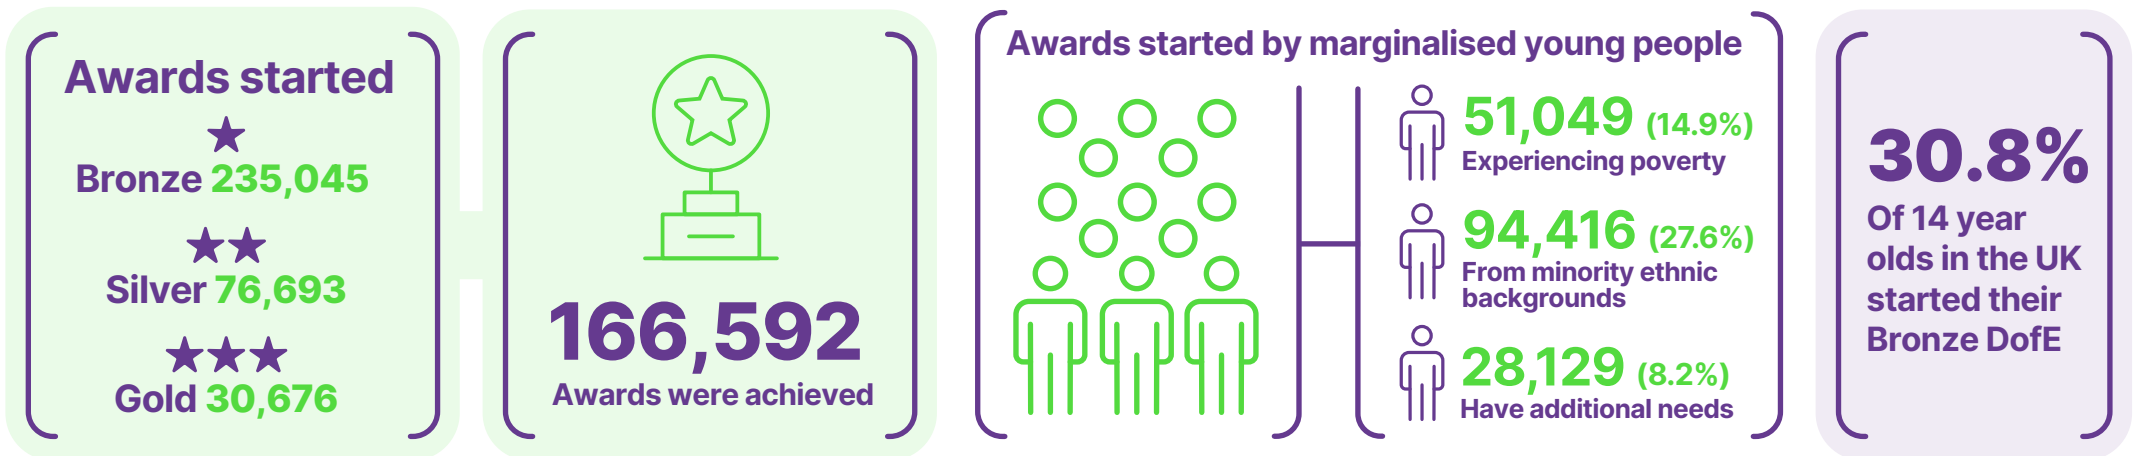 Awards started
Bronze 235,045
Silver 76,693
Gold 30,676
166,592
Awards were achieved
Awards started by marginalised young people
51,049 (14.9%)
Experiencing poverty
94,416 (27.6%)
From minority ethnic
backgrounds
28,129 (8.2%)
Have additional needs
30.8%
Of 14 year
olds in the UK
started their
Bronze DofE